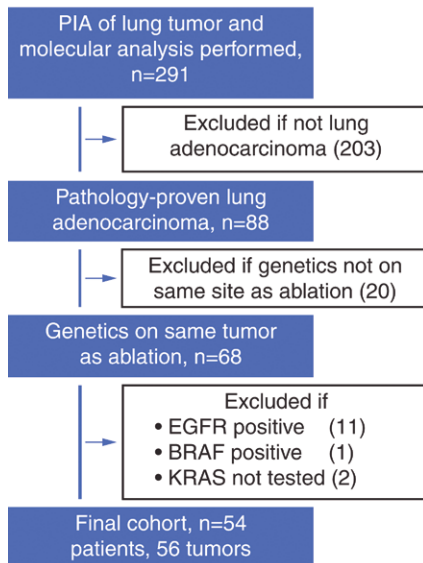 PIA of lung tumor and
molecular analysis performed,
n=291
Excluded if not lung
adenocarcinoma (203)
Pathology-proven lung
adenocarcinoma, n=88
Excluded if genetics not on
same site as ablation (20)
Genetics on same tumor
as ablation, n=68
Excluded if
• EGFR positive (11)
• BRAF positive (1)
• KRAS not tested (2)
Final cohort, n=54
patients, 56 tumors